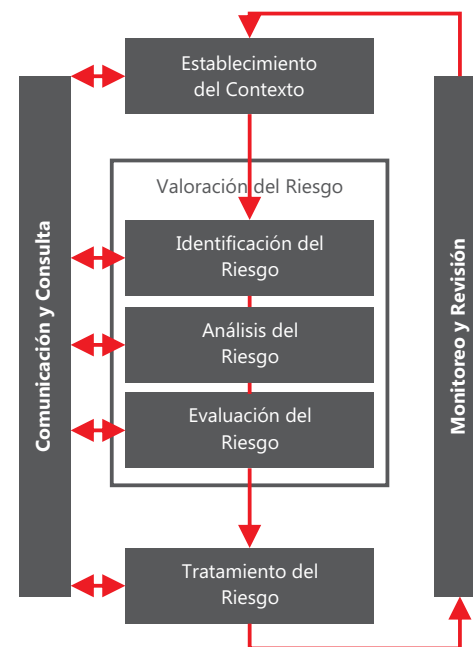 Establecimiento
del Contexto
Valoración del Riesgo
Identificación del
Riesgo
Análisis del
Riesgo
Evaluación del
Riesgo
Tratamiento del
Riesgo
Comunicación y Consulta
Monitoreo y Revisión